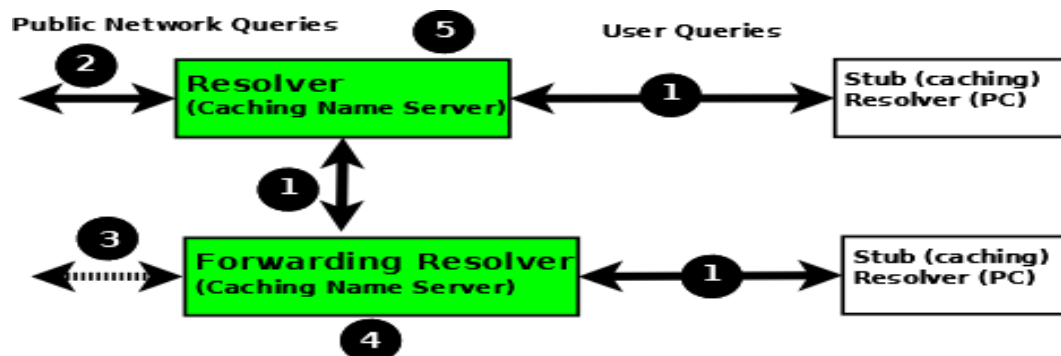 Public Network Queries
5
User Queries
2
Resolver
(Caching Name Server)
1
Stub (caching)
Resolver (PC)
1
3
Forwarding Resolver
(Caching Name Server)
1
Stub (caching)
Resolver (PC)
4